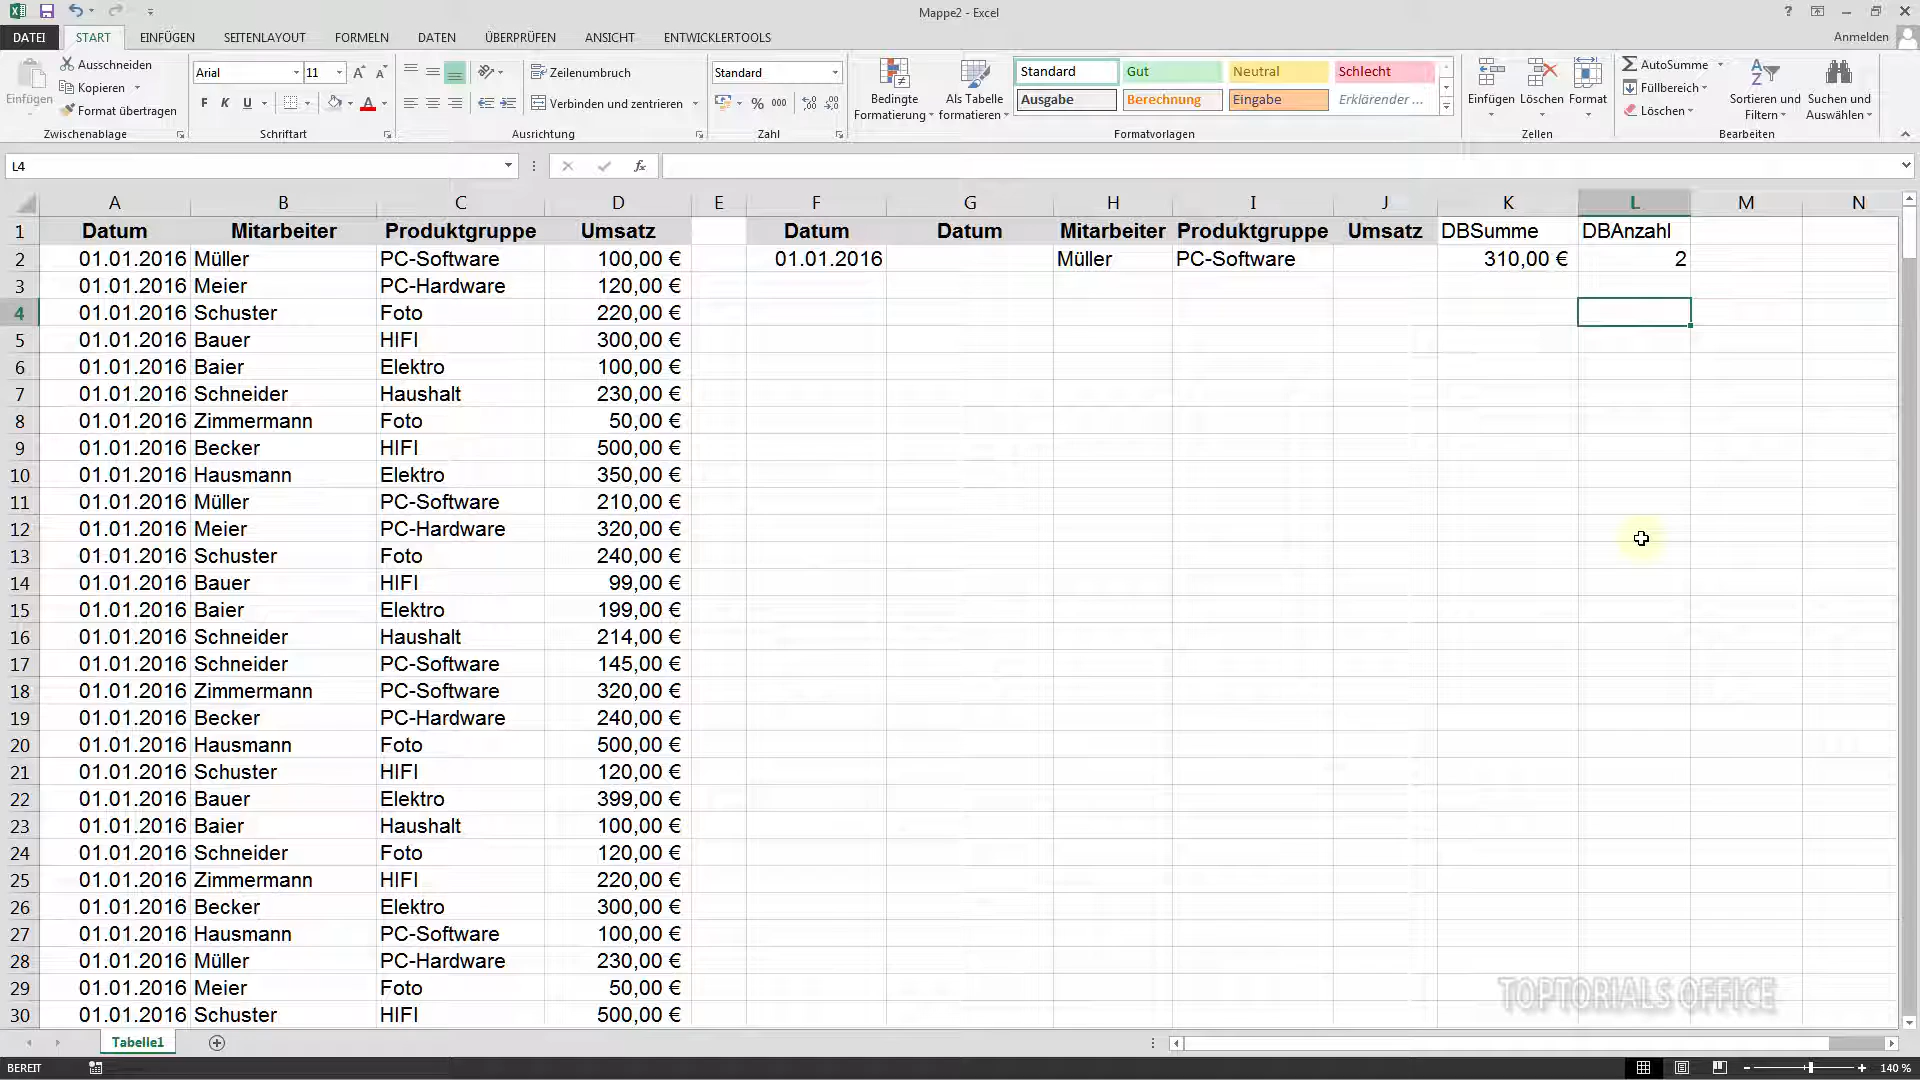 Mappe2 - Excel
DATEI START EINFÜGEN SEITENLAYOUT FORMELN DATEN ÜBERPRÜFEN ANSICHT ENTWICKLERTOOLS Anmelden
Einfügen
Ausschneiden
Kopieren
Format übertragen
Zwischenablage
Arial 11
F K U
Schriftart
Zeilenumbruch
Verbinden und zentrieren
Ausrichtung
Standard
% 000
Zahl
Bedingte Formatierung
Als Tabelle formatieren
Standard Gut Neutral Schlecht
Ausgabe Berechnung Eingabe Erklärender ...
Formatvorlagen
Einfügen Löschen Format
Zellen
AutoSumme
Füllbereich
Löschen
Sortieren und Filtern
Suchen und Auswählen
Bearbeiten
L4
fx
A B C D E F G H I J K L M N
1 Datum Mitarbeiter Produktgruppe Umsatz Datum Datum Mitarbeiter Produktgruppe Umsatz DBSumme DBAnzahl
2 01.01.2016 Müller PC-Software 100,00 € 01.01.2016 Müller PC-Software 310,00 € 2
3 01.01.2016 Meier PC-Hardware 120,00 €
4 01.01.2016 Schuster Foto 220,00 €
5 01.01.2016 Bauer HIFI 300,00 €
6 01.01.2016 Baier Elektro 100,00 €
7 01.01.2016 Schneider Haushalt 230,00 €
8 01.01.2016 Zimmermann Foto 50,00 €
9 01.01.2016 Becker HIFI 500,00 €
10 01.01.2016 Hausmann Elektro 350,00 €
11 01.01.2016 Müller PC-Software 210,00 €
12 01.01.2016 Meier PC-Hardware 320,00 €
13 01.01.2016 Schuster Foto 240,00 €
14 01.01.2016 Bauer HIFI 99,00 €
15 01.01.2016 Baier Elektro 199,00 €
16 01.01.2016 Schneider Haushalt 214,00 €
17 01.01.2016 Schneider PC-Software 145,00 €
18 01.01.2016 Zimmermann PC-Software 320,00 €
19 01.01.2016 Becker PC-Hardware 240,00 €
20 01.01.2016 Hausmann Foto 500,00 €
21 01.01.2016 Schuster HIFI 120,00 €
22 01.01.2016 Bauer Elektro 399,00 €
23 01.01.2016 Baier Haushalt 100,00 €
24 01.01.2016 Schneider Foto 120,00 €
25 01.01.2016 Zimmermann HIFI 220,00 €
26 01.01.2016 Becker Elektro 300,00 €
27 01.01.2016 Hausmann PC-Software 100,00 €
28 01.01.2016 Müller PC-Hardware 230,00 €
29 01.01.2016 Meier Foto 50,00 €
30 01.01.2016 Schuster HIFI 500,00 €
TOPTORIALS OFFICE
Tabelle1
BEREIT
140 %